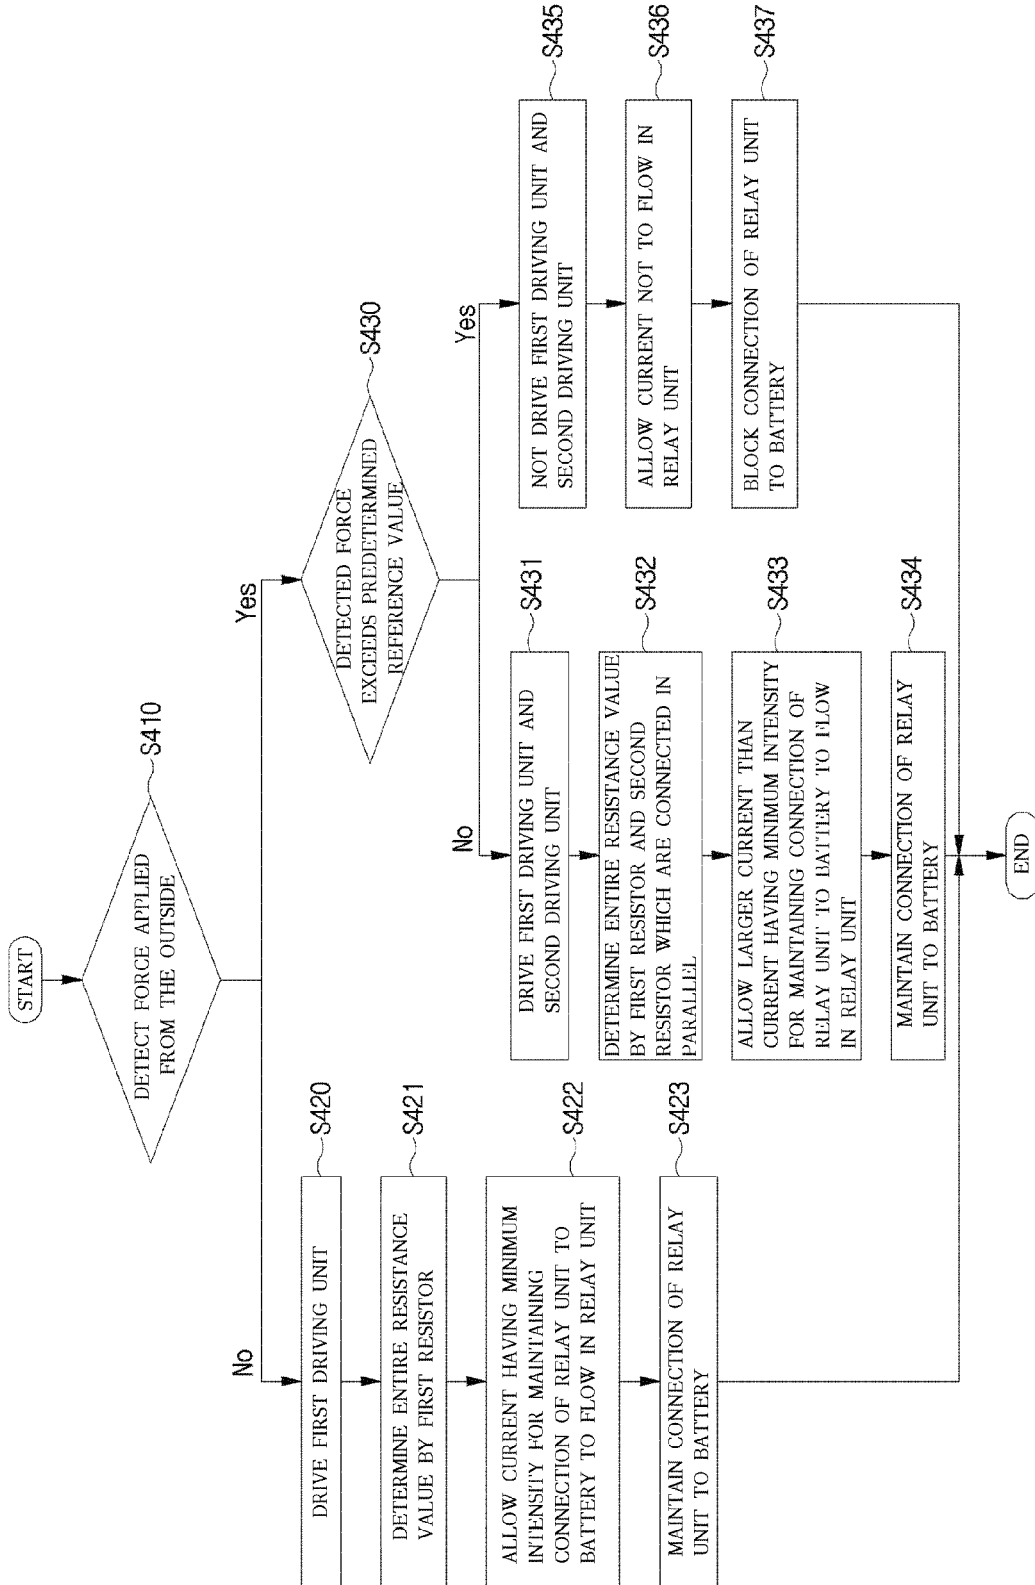 START
DETECT FORCE APPLIED
FROM THE OUTSIDE
S410
No
Yes
DRIVE FIRST DRIVING UNIT
S420
DETERMINE ENTIRE RESISTANCE
VALUE BY FIRST RESISTOR
S421
ALLOW CURRENT HAVING MINIMUM
INTENSITY FOR MAINTAINING
CONNECTION OF RELAY UNIT TO
BATTERY TO FLOW IN RELAY UNIT
S422
MAINTAIN CONNECTION OF RELAY
UNIT TO BATTERY
S423
DETECTED FORCE
EXCEEDS PREDETERMINED
REFERENCE VALUE
S430
No
Yes
DRIVE FIRST DRIVING UNIT AND
SECOND DRIVING UNIT
S431
DETERMINE ENTIRE RESISTANCE VALUE
BY FIRST RESISTOR AND SECOND
RESISTOR WHICH ARE CONNECTED IN
PARALLEL
S432
ALLOW LARGER CURRENT THAN
CURRENT HAVING MINIMUM INTENSITY
FOR MAINTAINING CONNECTION OF
RELAY UNIT TO BATTERY TO FLOW
IN RELAY UNIT
S433
MAINTAIN CONNECTION OF RELAY
UNIT TO BATTERY
S434
NOT DRIVE FIRST DRIVING UNIT AND
SECOND DRIVING UNIT
S435
ALLOW CURRENT NOT TO FLOW IN
RELAY UNIT
S436
BLOCK CONNECTION OF RELAY UNIT
TO BATTERY
S437
END